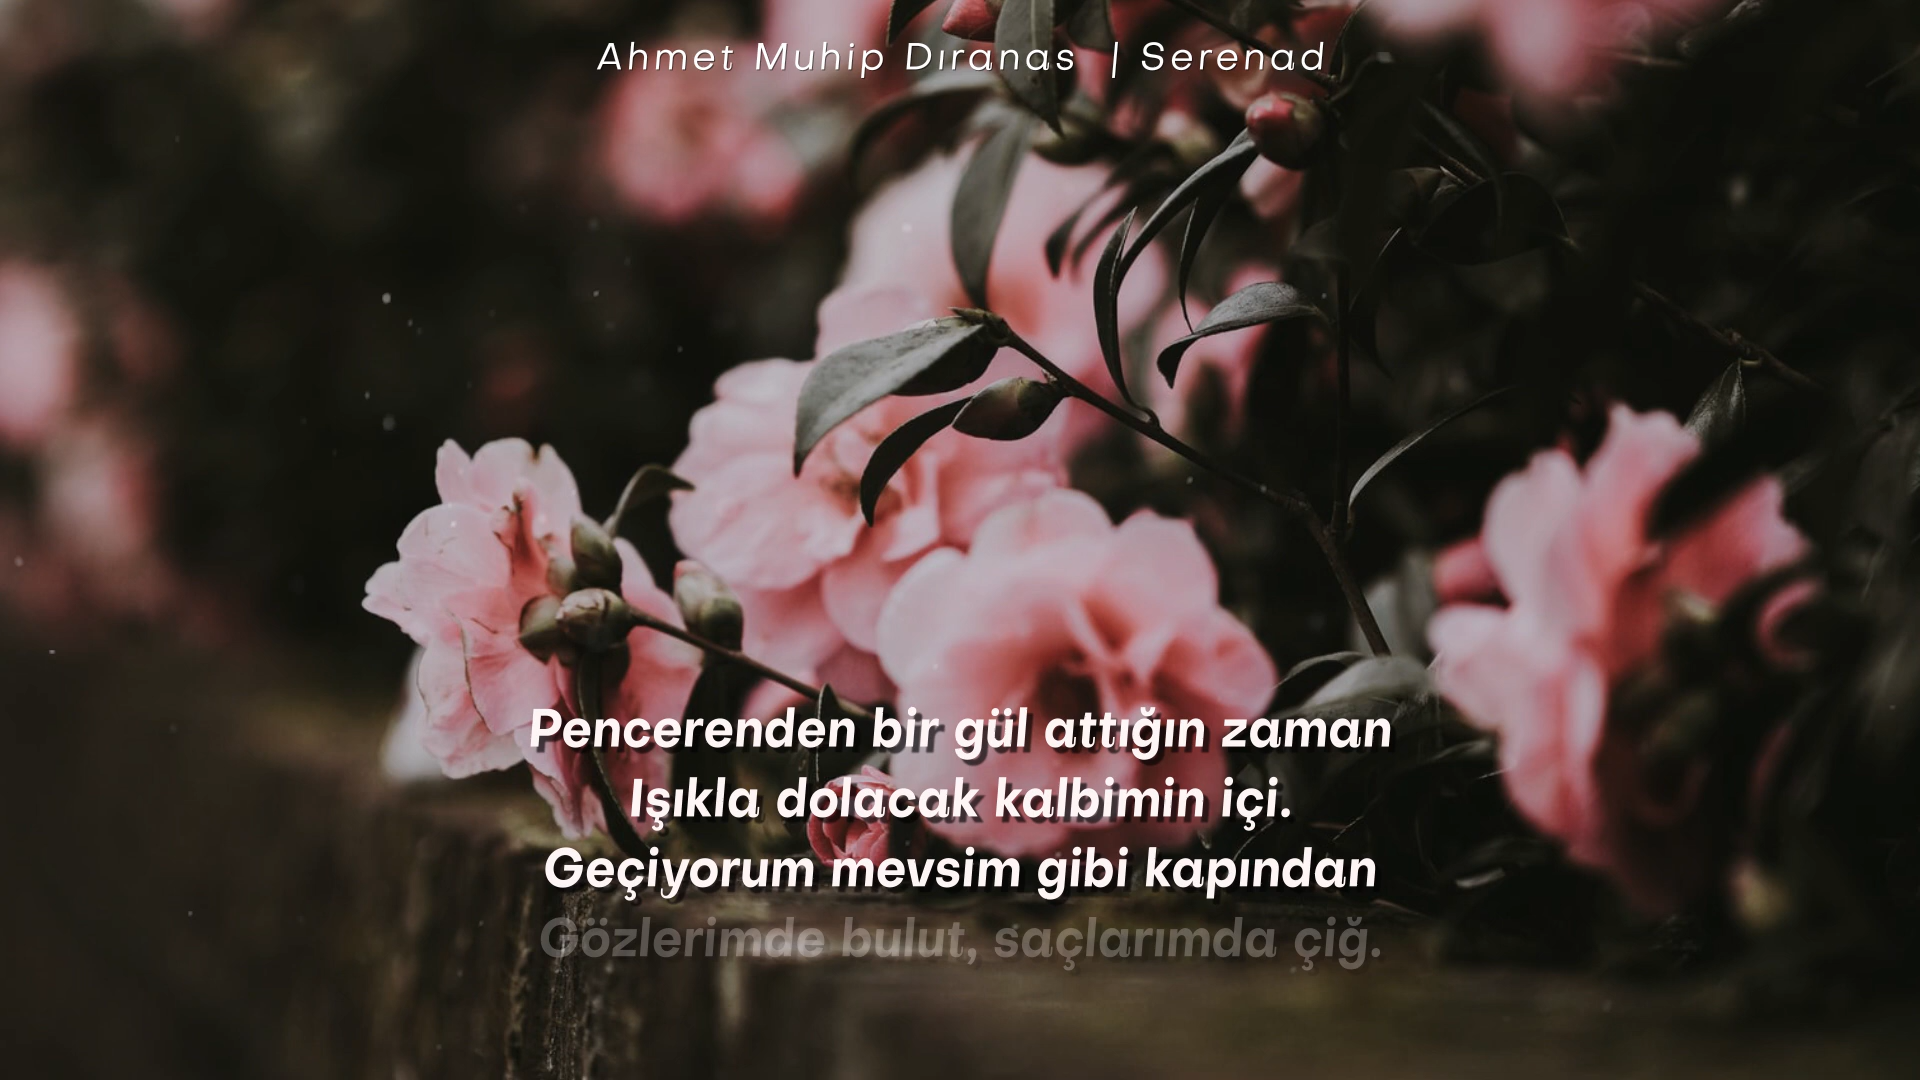 Ahmet Muhip Dıranas | Serenad
Pencerenden bir gül attığın zaman
Işıkla dolacak kalbimin içi.
Geçiyorum mevsim gibi kapından
Gözlerimde bulut, saçlarımda çiğ.